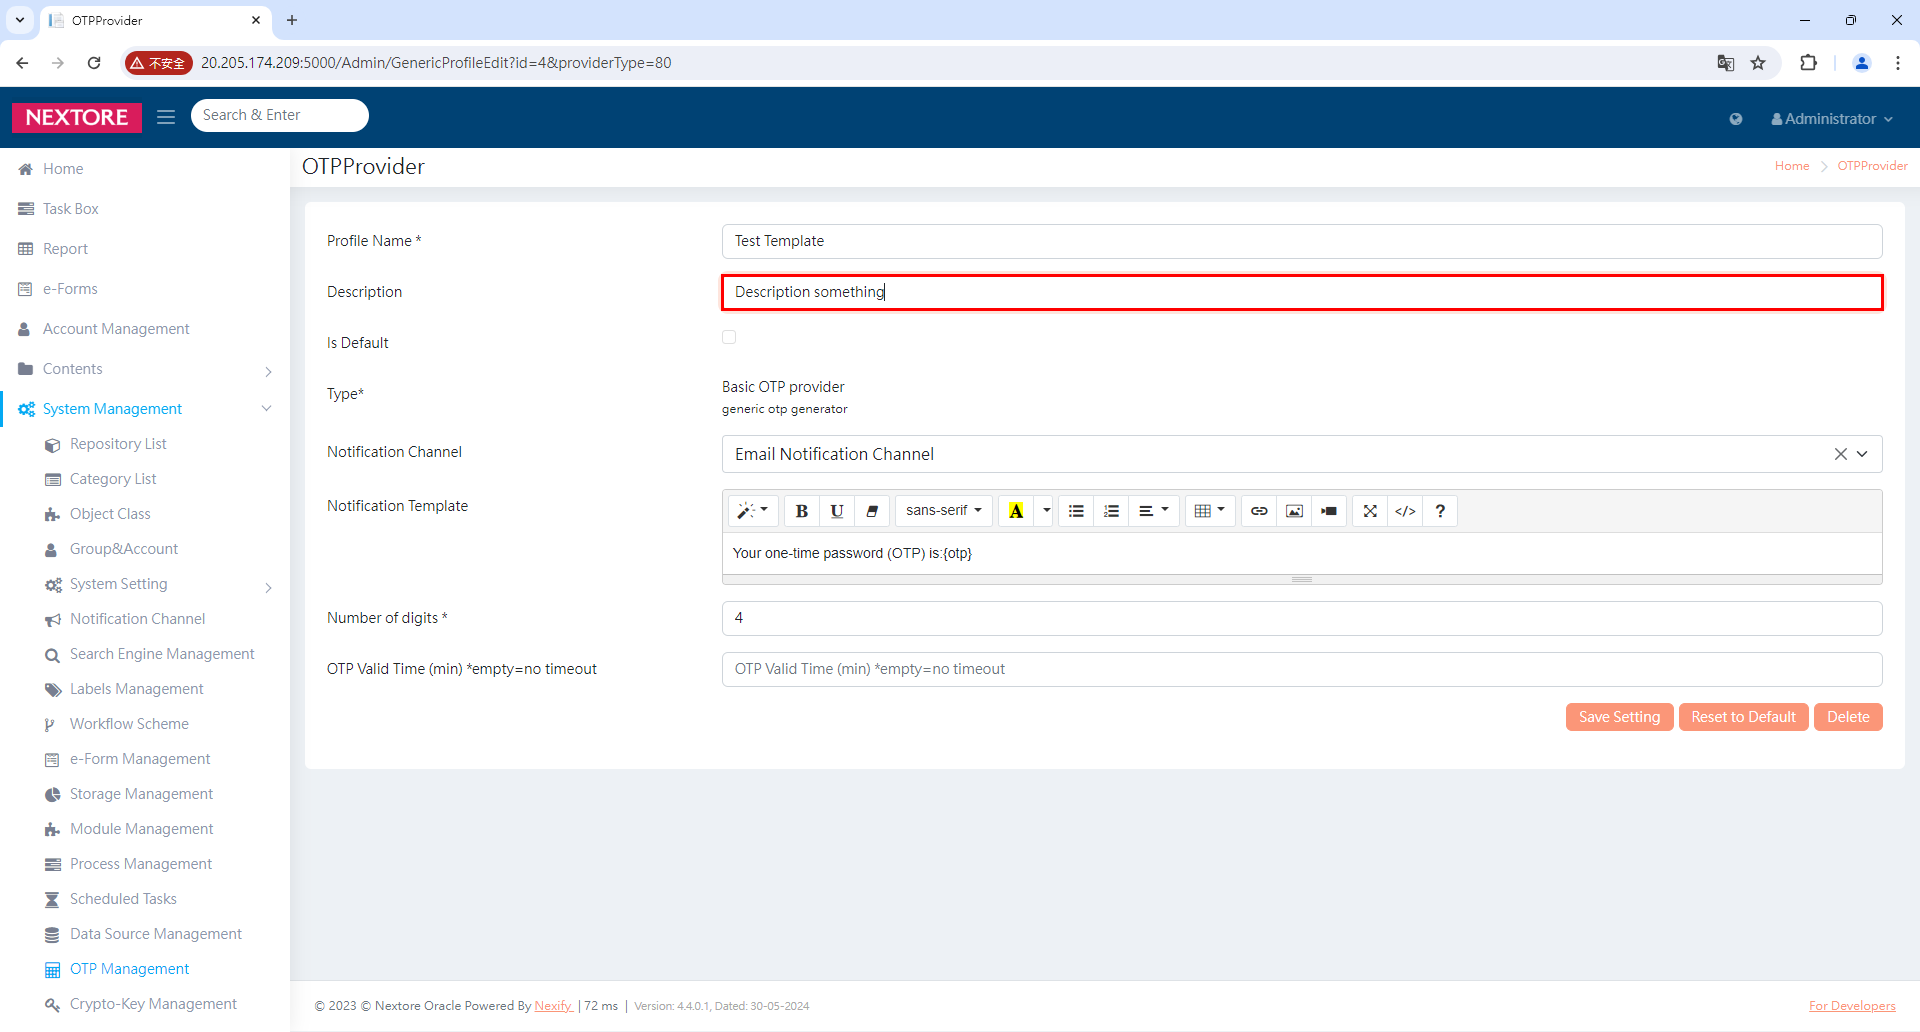 OTPProvider
不安全
20.205.174.209:5000/Admin/GenericProfileEdit?id=4&providerType=80
NEXTORE
Search & Enter
Administrator
Home
Task Box
Report
e-Forms
Account Management
Contents
System Management
Repository List
Category List
Object Class
Group&Account
System Setting
Notification Channel
Search Engine Management
Labels Management
Workflow Scheme
e-Form Management
Storage Management
Module Management
Process Management
Scheduled Tasks
Data Source Management
OTP Management
Crypto-Key Management
OTPProvider
Home
OTPProvider
Profile Name *
Test Template
Description
Description something
Is Default
Type*
Basic OTP provider
generic otp generator
Notification Channel
Email Notification Channel
Notification Template
B U sans-serif A </> ?
Your one-time password (OTP) is:{otp}
Number of digits *
4
OTP Valid Time (min) *empty=no timeout
OTP Valid Time (min) *empty=no timeout
Save Setting
Reset to Default
Delete
© 2023 © Nextore Oracle Powered By Nexify | 72 ms | Version: 4.4.0.1, Dated: 30-05-2024
For Developers